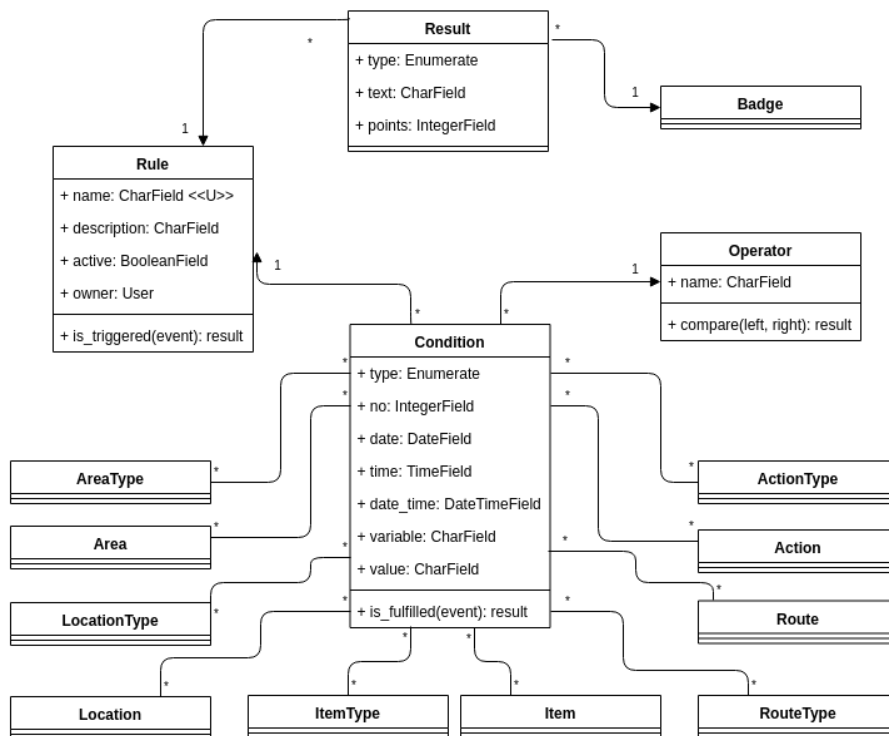 Result
+ type: Enumerate
+ text: CharField
+ points: IntegerField
*
*
1
1
Badge
Rule
+ name: CharField <<U>>
+ description: CharField
+ active: BooleanField
+ owner: User
+ is_triggered(event): result
1
*
Operator
+ name: CharField
+ compare(left, right): result
1
*
Condition
+ type: Enumerate
+ no: IntegerField
+ date: DateField
+ time: TimeField
+ date_time: DateTimeField
+ variable: CharField
+ value: CharField
+ is_fulfilled(event): result
*
*
*
*
*
*
*
*
*
*
AreaType
*
Area
*
LocationType
*
Location
*
ItemType
*
Item
*
ActionType
*
Action
*
Route
*
RouteType
*